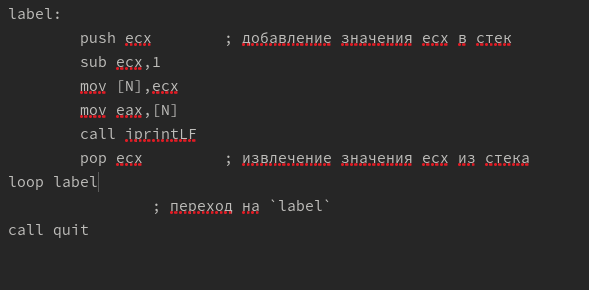 label:
push ecx ; добавление значения ecx в стек
sub ecx,1
mov [N],ecx
mov eax,[N]
call iprintLF
pop ecx ; извлечение значения ecx из стека
loop label
; переход на `label`
call quit